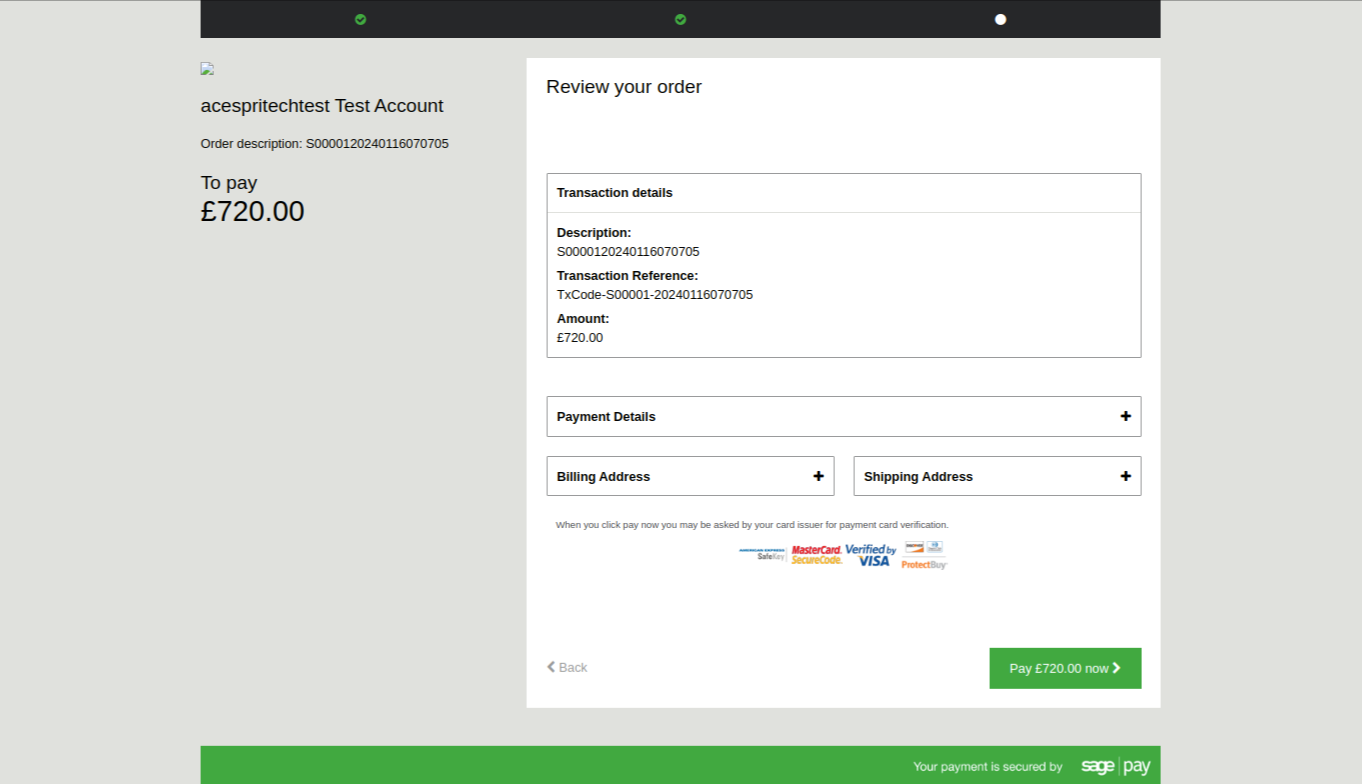 acespritechtest Test Account
Order description: S0000120240116070705
To pay
£720.00
Review your order
Transaction details
Description:
S0000120240116070705
Transaction Reference:
TxCode-S00001-20240116070705
Amount:
£720.00
Payment Details
Billing Address
Shipping Address
When you click pay now you may be asked by your card issuer for payment card verification.
AMERICAN EXPRESS
SafeKey
MasterCard.
SecureCode.
Verified by
VISA
DISCOVER
ProtectBuy
Back
Pay £720.00 now
Your payment is secured by sage pay